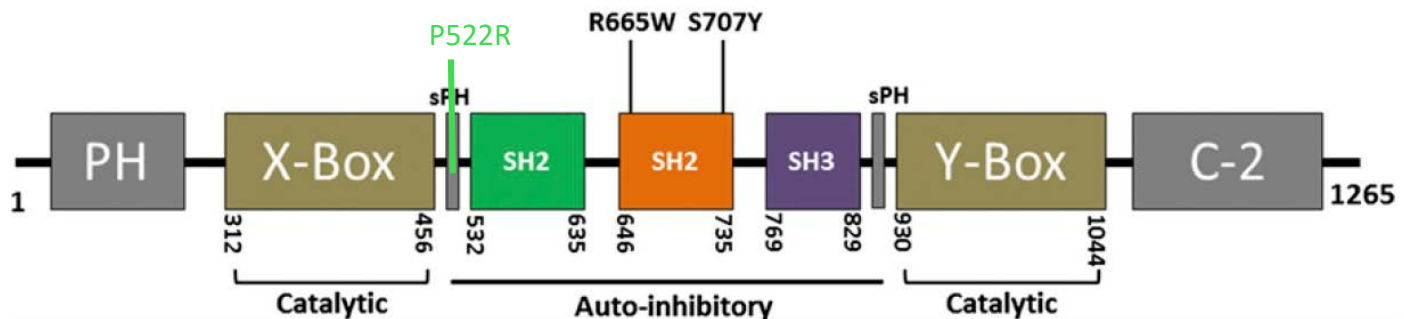 R665W S707Y
P522R
sPH
sPH
PH
X-Box
SH2
SH2
SH3
Y-Box
C-2
1
1265
312
456
532
635
646
735
769
829
930
1044
Catalytic
Auto-inhibitory
Catalytic